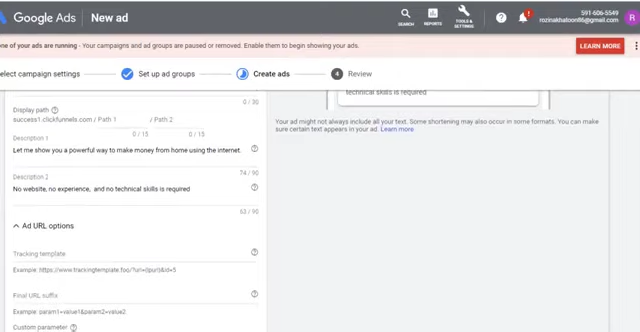 Google Ads New ad
SEARCH
REPORTS
TOOLS &
SETTINGS
591-606-5549
rozinakhatoon86@gmail.com
R
one of your ads are running - Your campaigns and ad groups are paused or removed. Enable them to begin showing your ads.
LEARN MORE
elect campaign settings
Set up ad groups
Create ads
4 Review
0 / 30
Display path
success1.clickfunnels.com / Path 1 / Path 2
0 / 15 0 / 15
Description 1
Let me show you a powerful way to make money from home using the internet.
74 / 90
Description 2
No website, no experience, and no technical skills is required
62 / 90
Ad URL options
Tracking template
Example: https://www.trackingtemplate.foo/?url={lpurl}&id=5
Final URL suffix
Example: param1=value1&param2=value2
Custom parameter
technical skills is required
Your ad might not always include all your text. Some shortening may also occur in some formats. You can make
sure certain text appears in your ad. Learn more